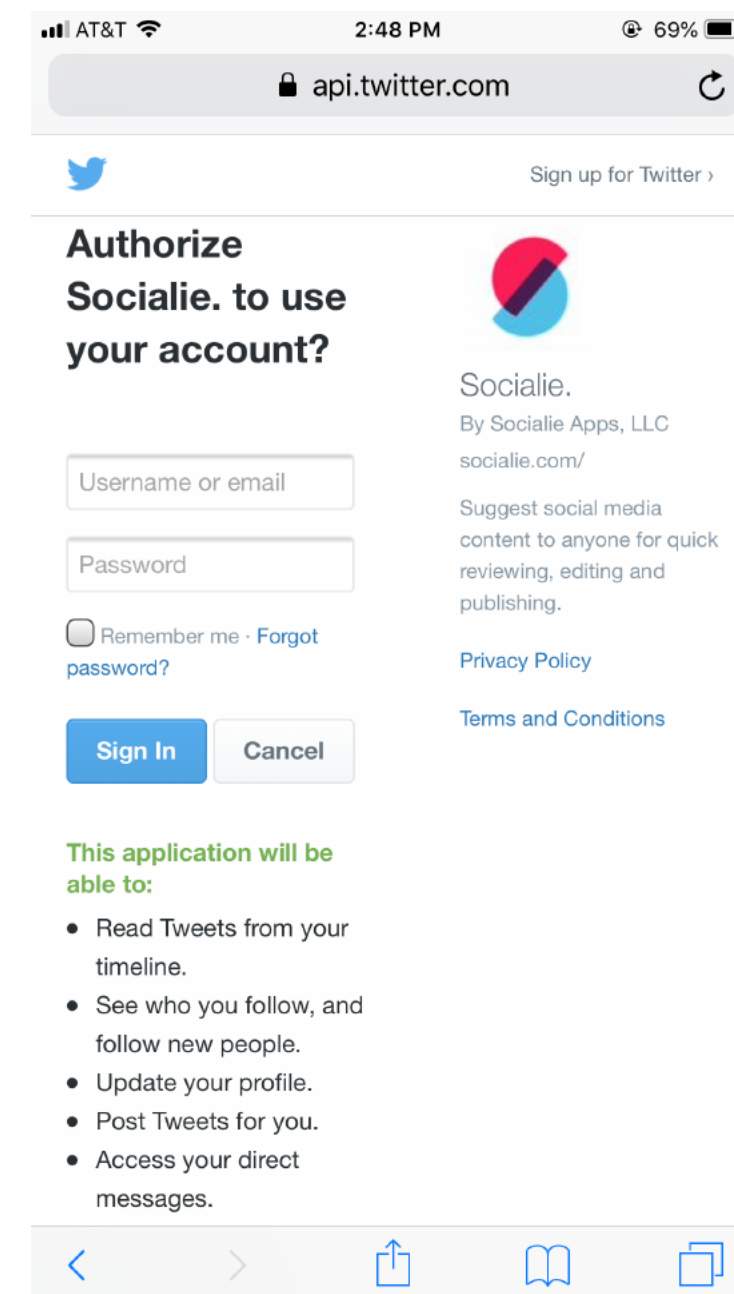 AT&T
2:48 PM
69%
api.twitter.com
Sign up for Twitter ›
Authorize
Socialie. to use
your account?
Username or email
Password
Remember me · Forgot
password?
Sign In
Cancel
This application will be
able to:
• Read Tweets from your
timeline.
• See who you follow, and
follow new people.
• Update your profile.
• Post Tweets for you.
• Access your direct
messages.
Socialie.
By Socialie Apps, LLC
socialie.com/
Suggest social media
content to anyone for quick
reviewing, editing and
publishing.
Privacy Policy
Terms and Conditions